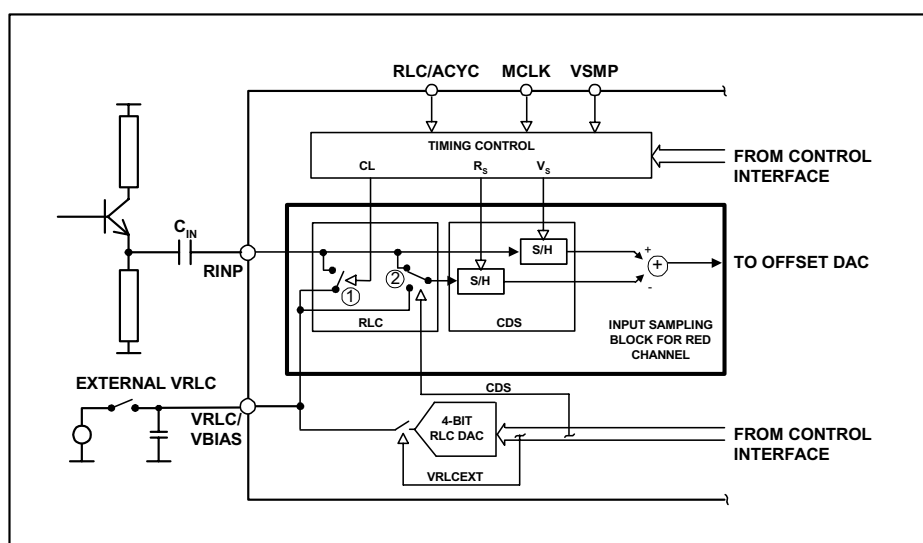 RLC/ACYC MCLK VSMP
TIMING CONTROL
CL RS VS
FROM CONTROL
INTERFACE
CIN
RINP
S/H
S/H
+
+
-
TO OFFSET DAC
1
2
RLC
CDS
INPUT SAMPLING
BLOCK FOR RED
CHANNEL
EXTERNAL VRLC
VRLC/
VBIAS
CDS
4-BIT
RLC DAC
VRLCEXT
FROM CONTROL
INTERFACE